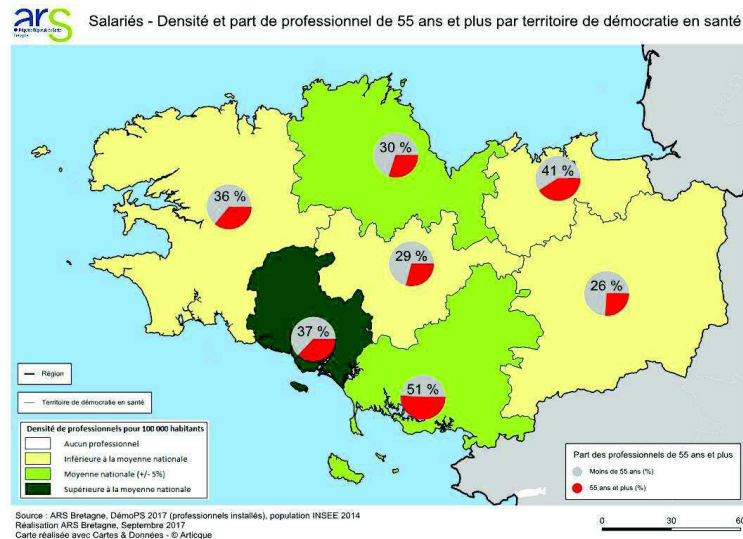 ars
Salariés - Densité et part de professionnel de 55 ans et plus par territoire de démocratie en santé
30 %
41 %
36 %
29 %
26 %
37 %
51 %
Région
Territoire de démocratie en santé
Densité de professionnels pour 100 000 habitants
Aucun professionnel
Inférieure à la moyenne nationale
Moyenne nationale (+/- 5%)
Supérieure à la moyenne nationale
Part des professionnels de 55 ans et plus
Moins de 55 ans (%)
55 ans et plus (%)
0 30 60
Source : ARS Bretagne, DémoPS 2017 (professionnels installés), population INSEE 2014
Réalisation ARS Bretagne, Septembre 2017
Carte réalisée avec Cartes & Données - © Articque